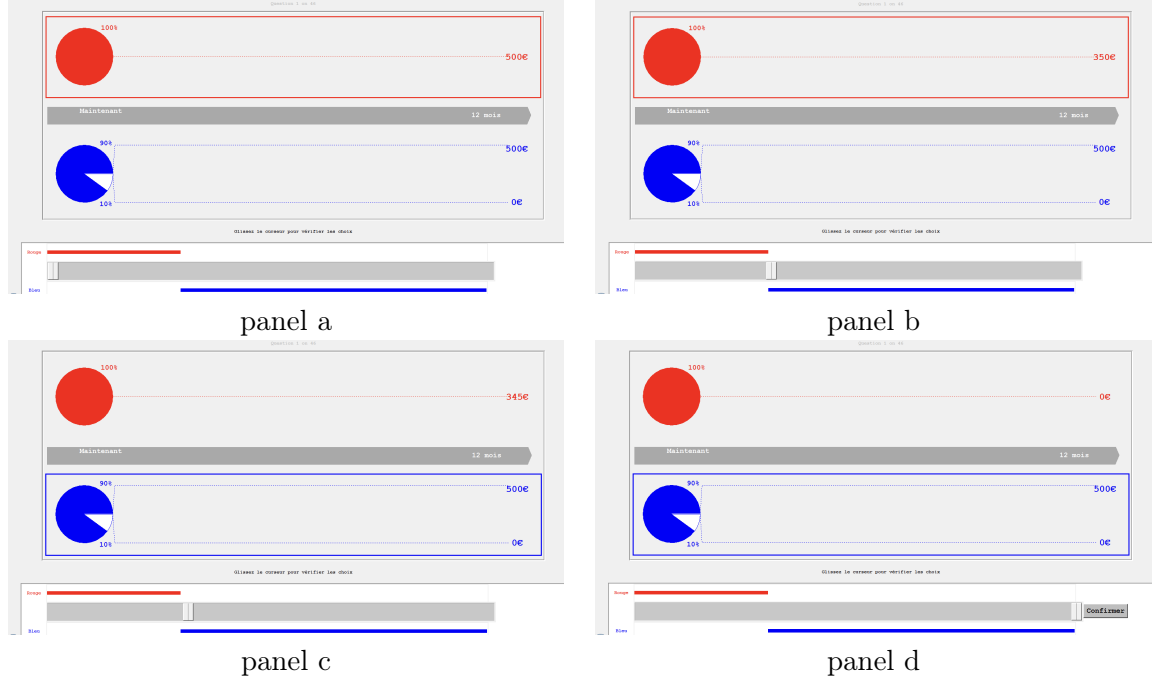 Question 1 ou 40
100%
500€
Maintenant
12 mois
90%
500€
10%
0€
Glissez le curseur pour vérifier les choix
Rouge
Bleu
panel a
100%
350€
Maintenant
12 mois
90%
500€
10%
0€
Glissez le curseur pour vérifier les choix
Rouge
Bleu
panel b
100%
345€
Maintenant
12 mois
90%
500€
10%
0€
Glissez le curseur pour vérifier les choix
Rouge
Bleu
panel c
100%
0€
Maintenant
12 mois
90%
500€
10%
0€
Glissez le curseur pour vérifier les choix
Rouge
Confirmer
Bleu
panel d